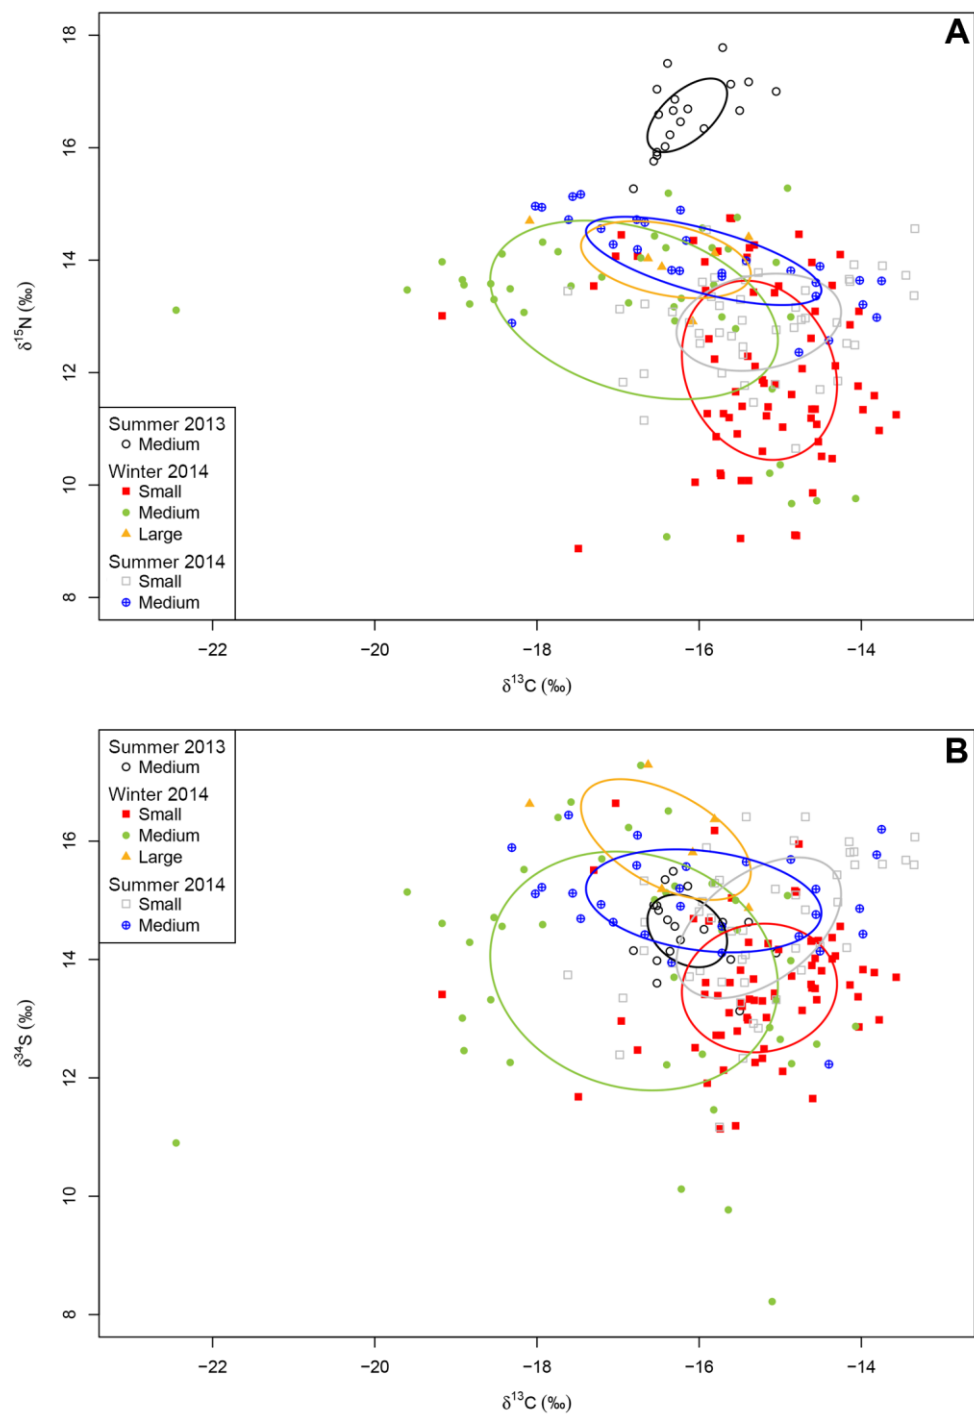 A
18
16
14
12
10
8
δ15N (‰)
Summer 2013
Medium
Winter 2014
Small
Medium
Large
Summer 2014
Small
Medium
−22
−20
−18
−16
−14
δ13C (‰)
B
Summer 2013
Medium
Winter 2014
Small
Medium
Large
Summer 2014
Small
Medium
16
14
12
10
8
δ34S (‰)
−22
−20
−18
−16
−14
δ13C (‰)